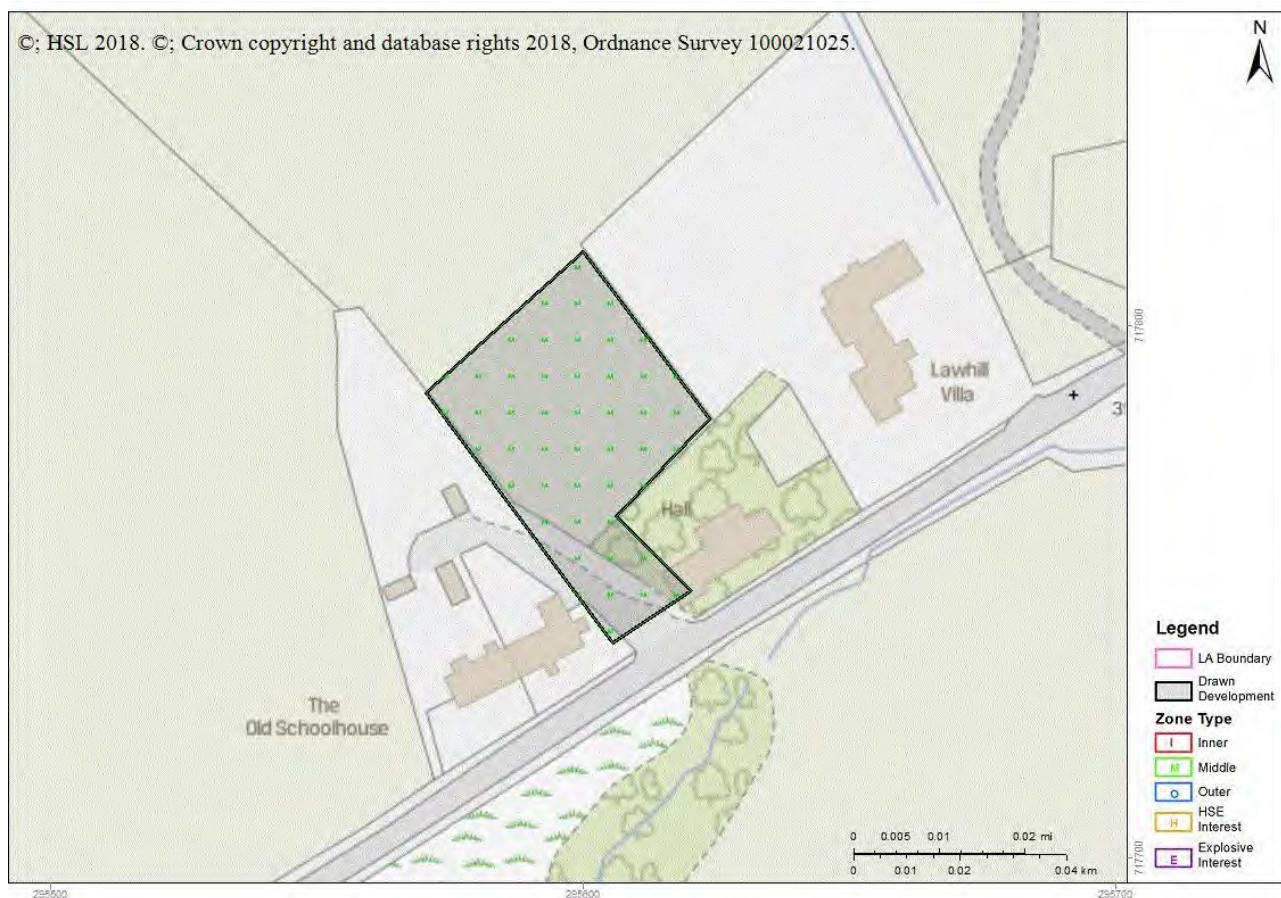 ©; HSL 2018. ©; Crown copyright and database rights 2018, Ordnance Survey 100021025.
N
717800
Lawhill
Villa
Hall
The
Old Schoolhouse
Legend
LA Boundary
Drawn
Development
Zone Type
I Inner
M Middle
O Outer
H HSE
Interest
E Explosive
Interest
0 0.005 0.01 0.02 mi
0 0.01 0.02 0.04 km
717700
295500 295600 295700